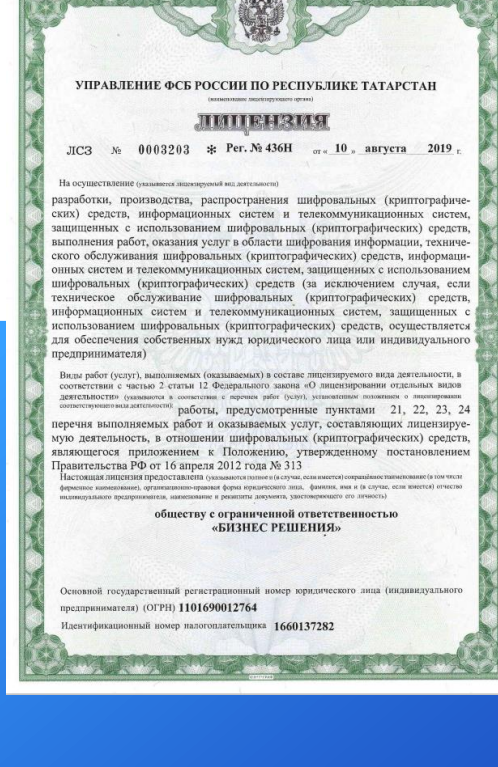 УПРАВЛЕНИЕ ФСБ РОССИИ ПО РЕСПУБЛИКЕ ТАТАРСТАН
(наименование лицензирующего органа)
ЛИЦЕНЗИЯ
ЛСЗ № 0003203 ✻ Рег. № 436Н от « 10 » августа 2019 г.
На осуществление (указывается лицензируемый вид деятельности)
разработки, производства, распространения шифровальных (криптографиче-
ских) средств, информационных систем и телекоммуникационных систем,
защищенных с использованием шифровальных (криптографических) средств,
выполнения работ, оказания услуг в области шифрования информации, техниче-
ского обслуживания шифровальных (криптографических) средств, информаци-
онных систем и телекоммуникационных систем, защищенных с использованием
шифровальных (криптографических) средств (за исключением случая, если
техническое обслуживание шифровальных (криптографических) средств,
информационных систем и телекоммуникационных систем, защищенных с
использованием шифровальных (криптографических) средств, осуществляется
для обеспечения собственных нужд юридического лица или индивидуального
предпринимателя)
Виды работ (услуг), выполняемых (оказываемых) в составе лицензируемого вида деятельности, в
соответствии с частью 2 статьи 12 Федерального закона «О лицензировании отдельных видов
деятельности» (указываются в соответствии с перечнем работ (услуг), установленным положением о лицензировании
соответствующего вида деятельности): работы, предусмотренные пунктами 21, 22, 23, 24
перечня выполняемых работ и оказываемых услуг, составляющих лицензируе-
мую деятельность, в отношении шифровальных (криптографических) средств,
являющегося приложением к Положению, утвержденному постановлением
Правительства РФ от 16 апреля 2012 года № 313
Настоящая лицензия предоставлена (указываются полное и (в случае, если имеется) сокращённое наименование (в том числе
фирменное наименование), организационно-правовая форма юридического лица, фамилия, имя и (в случае, если имеется) отчество
индивидуального предпринимателя, наименование и реквизиты документа, удостоверяющего его личность)
обществу с ограниченной ответственностью
«БИЗНЕС РЕШЕНИЯ»
Основной государственный регистрационный номер юридического лица (индивидуального
предпринимателя) (ОГРН) 1101690012764
Идентификационный номер налогоплательщика 1660137282